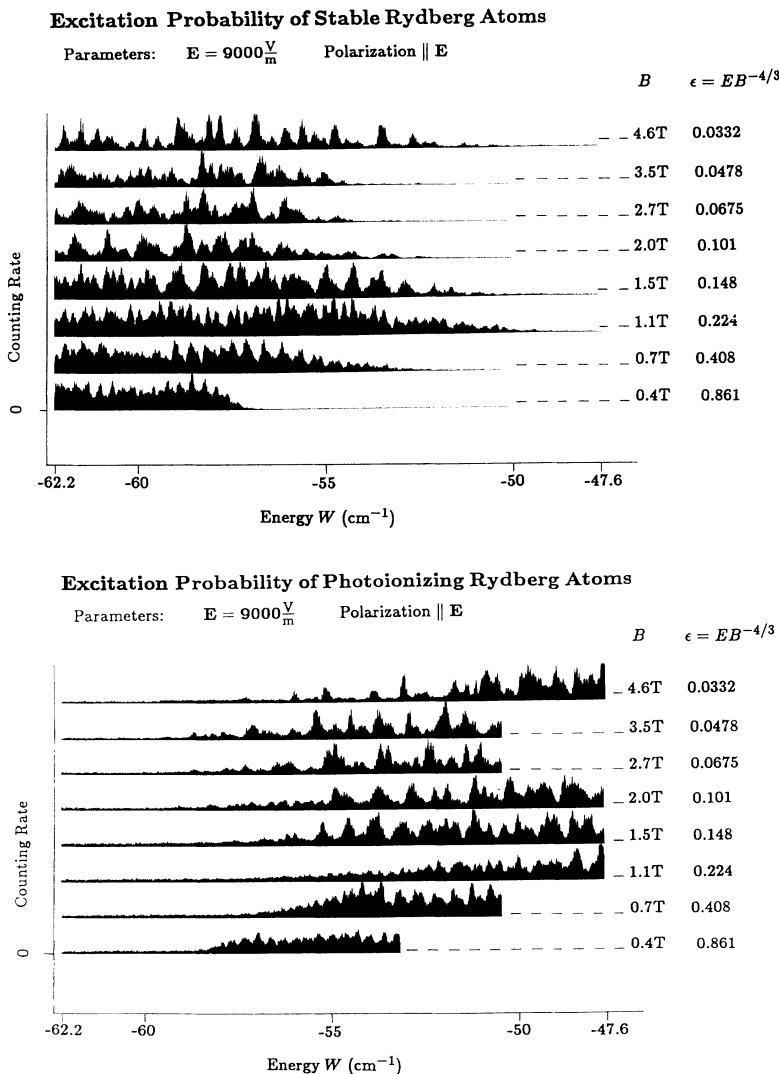 Excitation Probability of Stable Rydberg Atoms
Parameters: E = 9000 V/m Polarization ∥ E
B ϵ = EB^{-4/3}
4.6T 0.0332
3.5T 0.0478
2.7T 0.0675
2.0T 0.101
1.5T 0.148
1.1T 0.224
0.7T 0.408
0.4T 0.861
Counting Rate
0
-62.2 -60 -55 -50 -47.6
Energy W (cm⁻¹)
Excitation Probability of Photoionizing Rydberg Atoms
Parameters: E = 9000 V/m Polarization ∥ E
B ϵ = EB^{-4/3}
4.6T 0.0332
3.5T 0.0478
2.7T 0.0675
2.0T 0.101
1.5T 0.148
1.1T 0.224
0.7T 0.408
0.4T 0.861
Counting Rate
0
-62.2 -60 -55 -50 -47.6
Energy W (cm⁻¹)